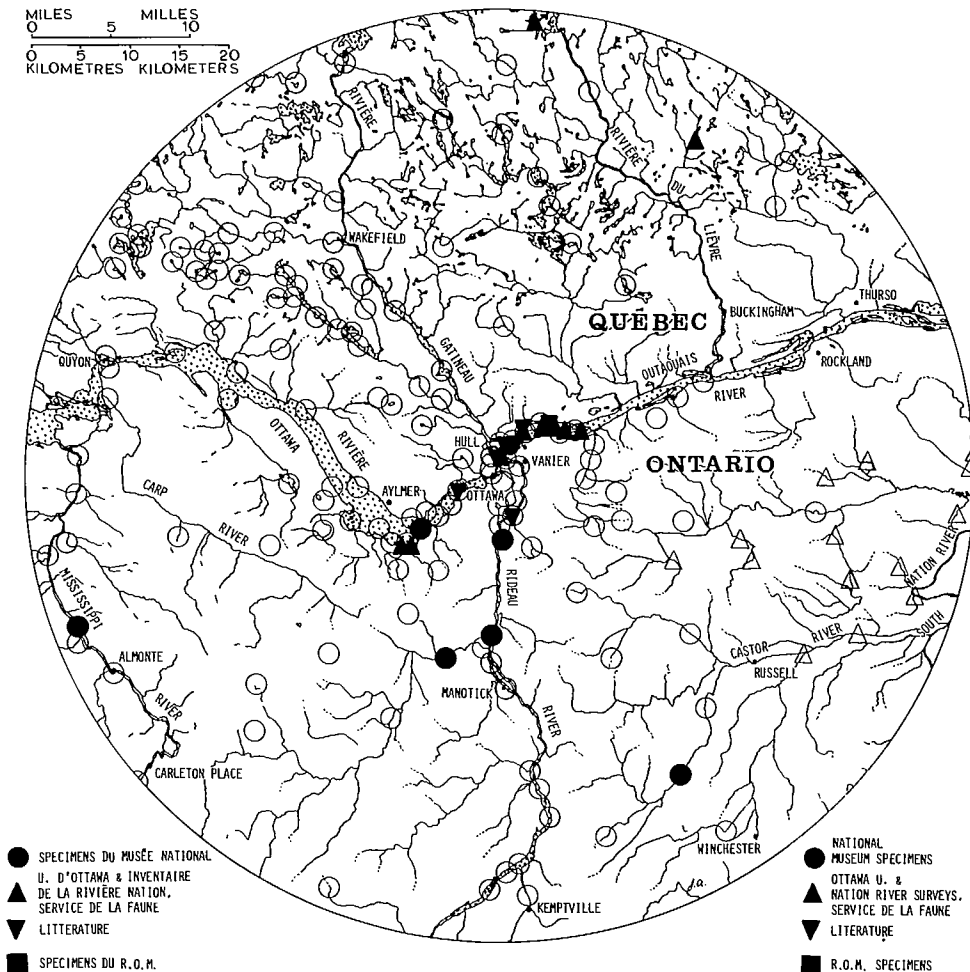 MILES MILLES
0 5 10
0 5 10 15 20
KILOMETRES KILOMETERS
RIVIÈRE
RIVIÈRE
DU
LIÈVRE
WAKEFIELD
THURSO
BUCKINGHAM
QUÉBEC
QUYON
GATINEAU
OUTAOUAIS
RIVER
ROCKLAND
OTTAWA
RIVIÈRE
HULL
VANIER
ONTARIO
AYLMER
OTTAWA
CARP
RIVER
NATION RIVER
MISSISSIPPI
RIDEAU
CASTOR
RIVER
SOUTH
RUSSELL
ALMONTE
RIVER
MANOTICK
RIVER
CARLETON PLACE
WINCHESTER
KEMPTVILLE
j.a.
SPECIMENS DU MUSÉE NATIONAL
U. D'OTTAWA & INVENTAIRE
DE LA RIVIÈRE NATION,
SERVICE DE LA FAUNE
LITTERATURE
SPECIMENS DU R.O.M.
NATIONAL
MUSEUM SPECIMENS
OTTAWA U. &
NATION RIVER SURVEYS,
SERVICE DE LA FAUNE
LITERATURE
R.O.M. SPECIMENS